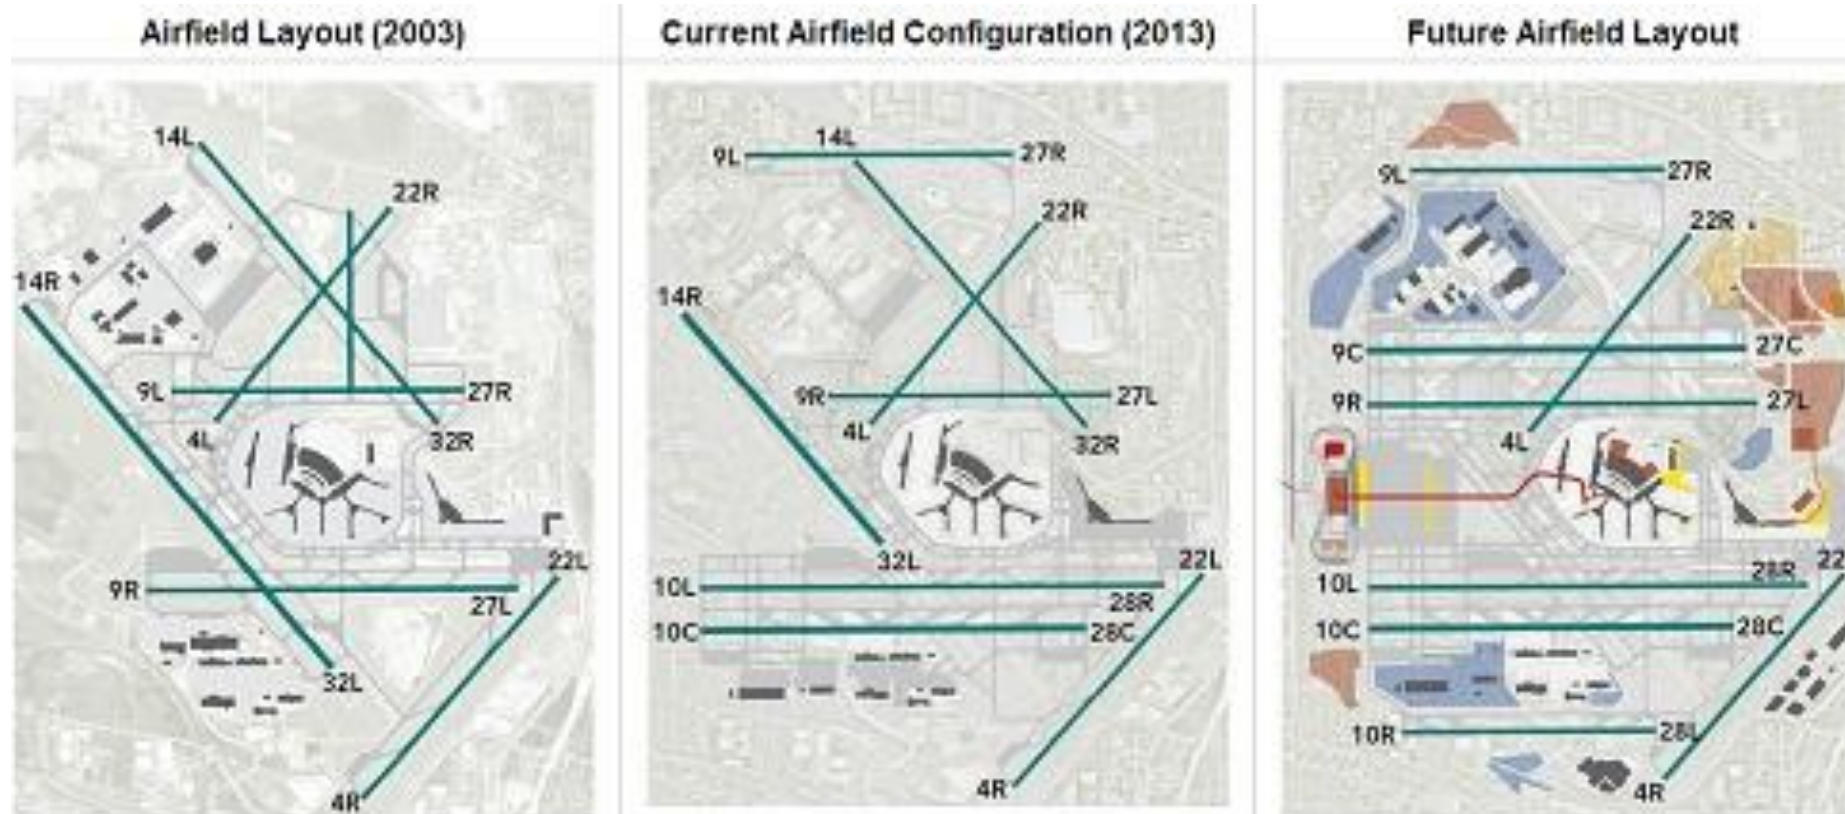 Airfield Layout (2003)
14L
22R
14R
9L
27R
4L
32R
22L
9R
27L
32L
4R
Current Airfield Configuration (2013)
14L
9L
27R
22R
14R
9R
27L
4L
32R
32L
22L
10L
28R
10C
28C
4R
Future Airfield Layout
9L
27R
22R
9C
27C
9R
27L
4L
22
10L
28R
10C
28C
10R
28L
4R